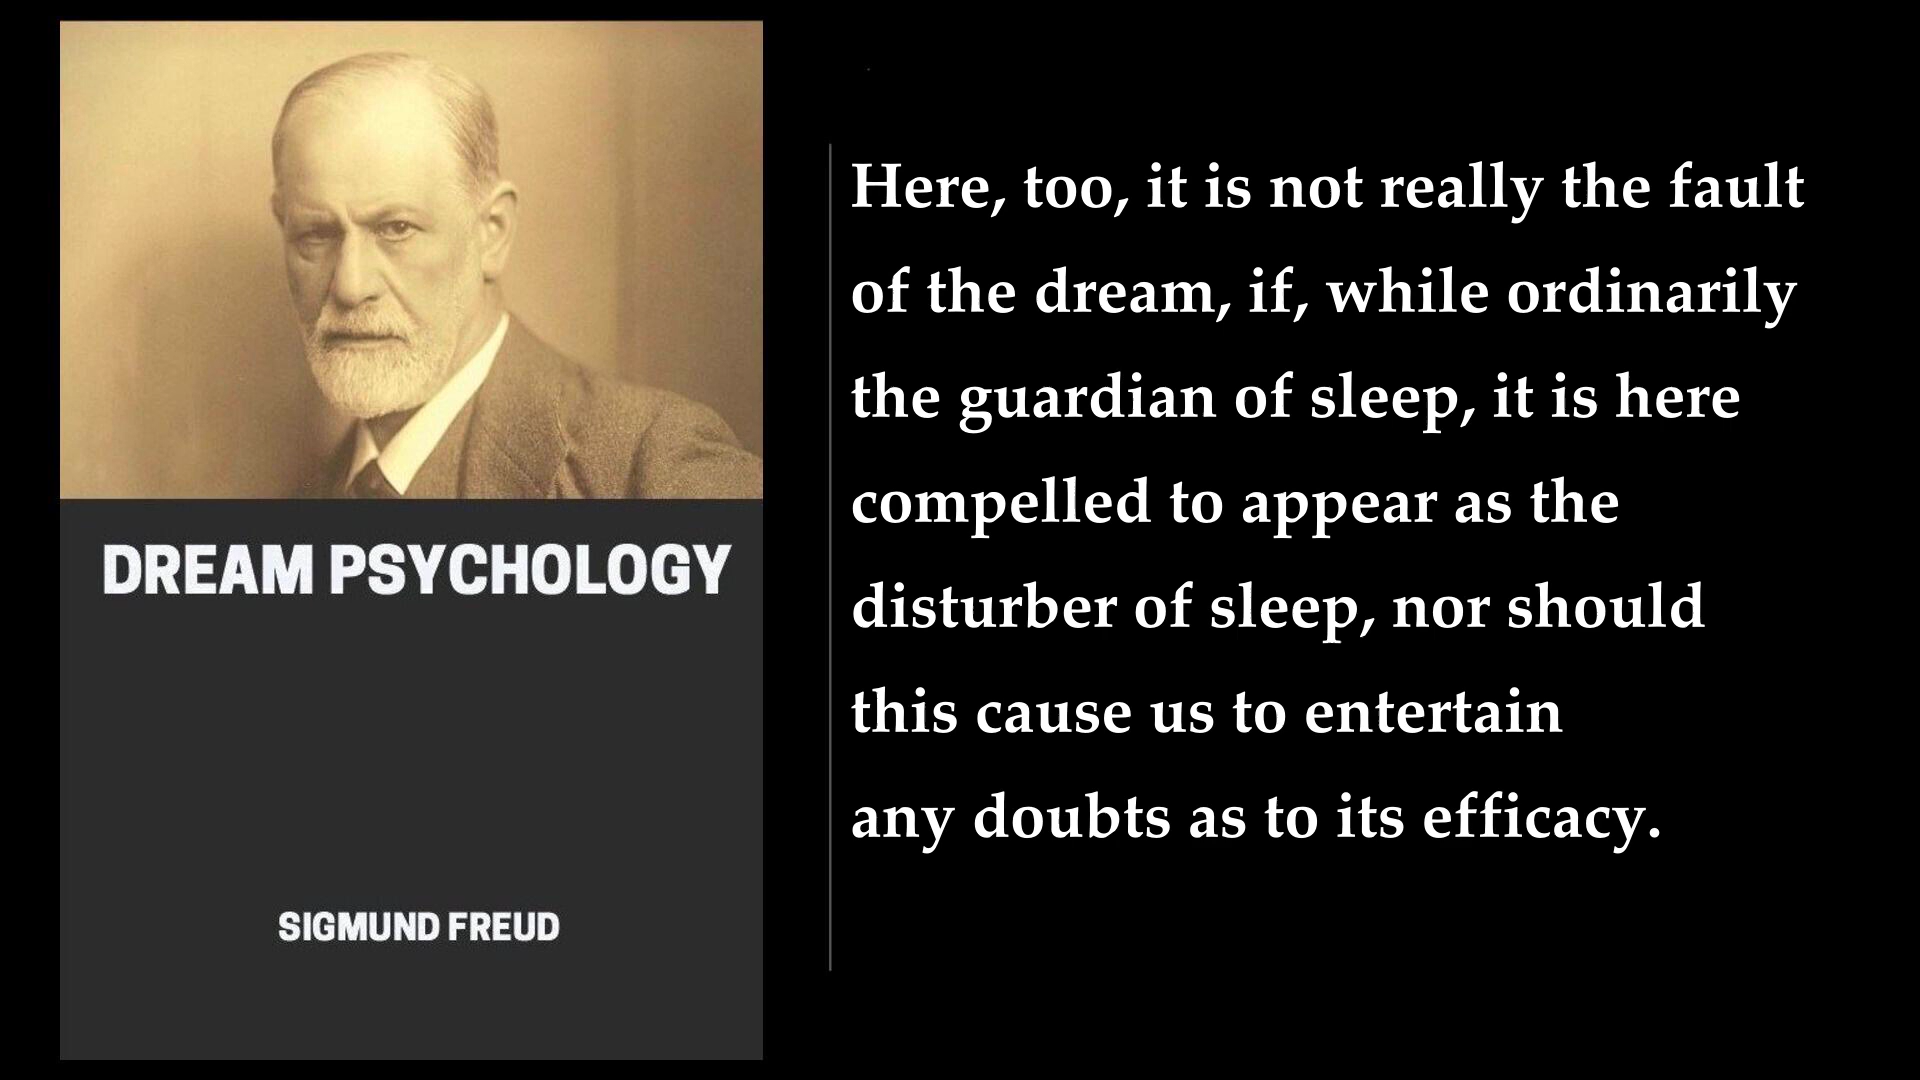 DREAM PSYCHOLOGY
SIGMUND FREUD
Here, too, it is not really the fault
of the dream, if, while ordinarily
the guardian of sleep, it is here
compelled to appear as the
disturber of sleep, nor should
this cause us to entertain
any doubts as to its efficacy.